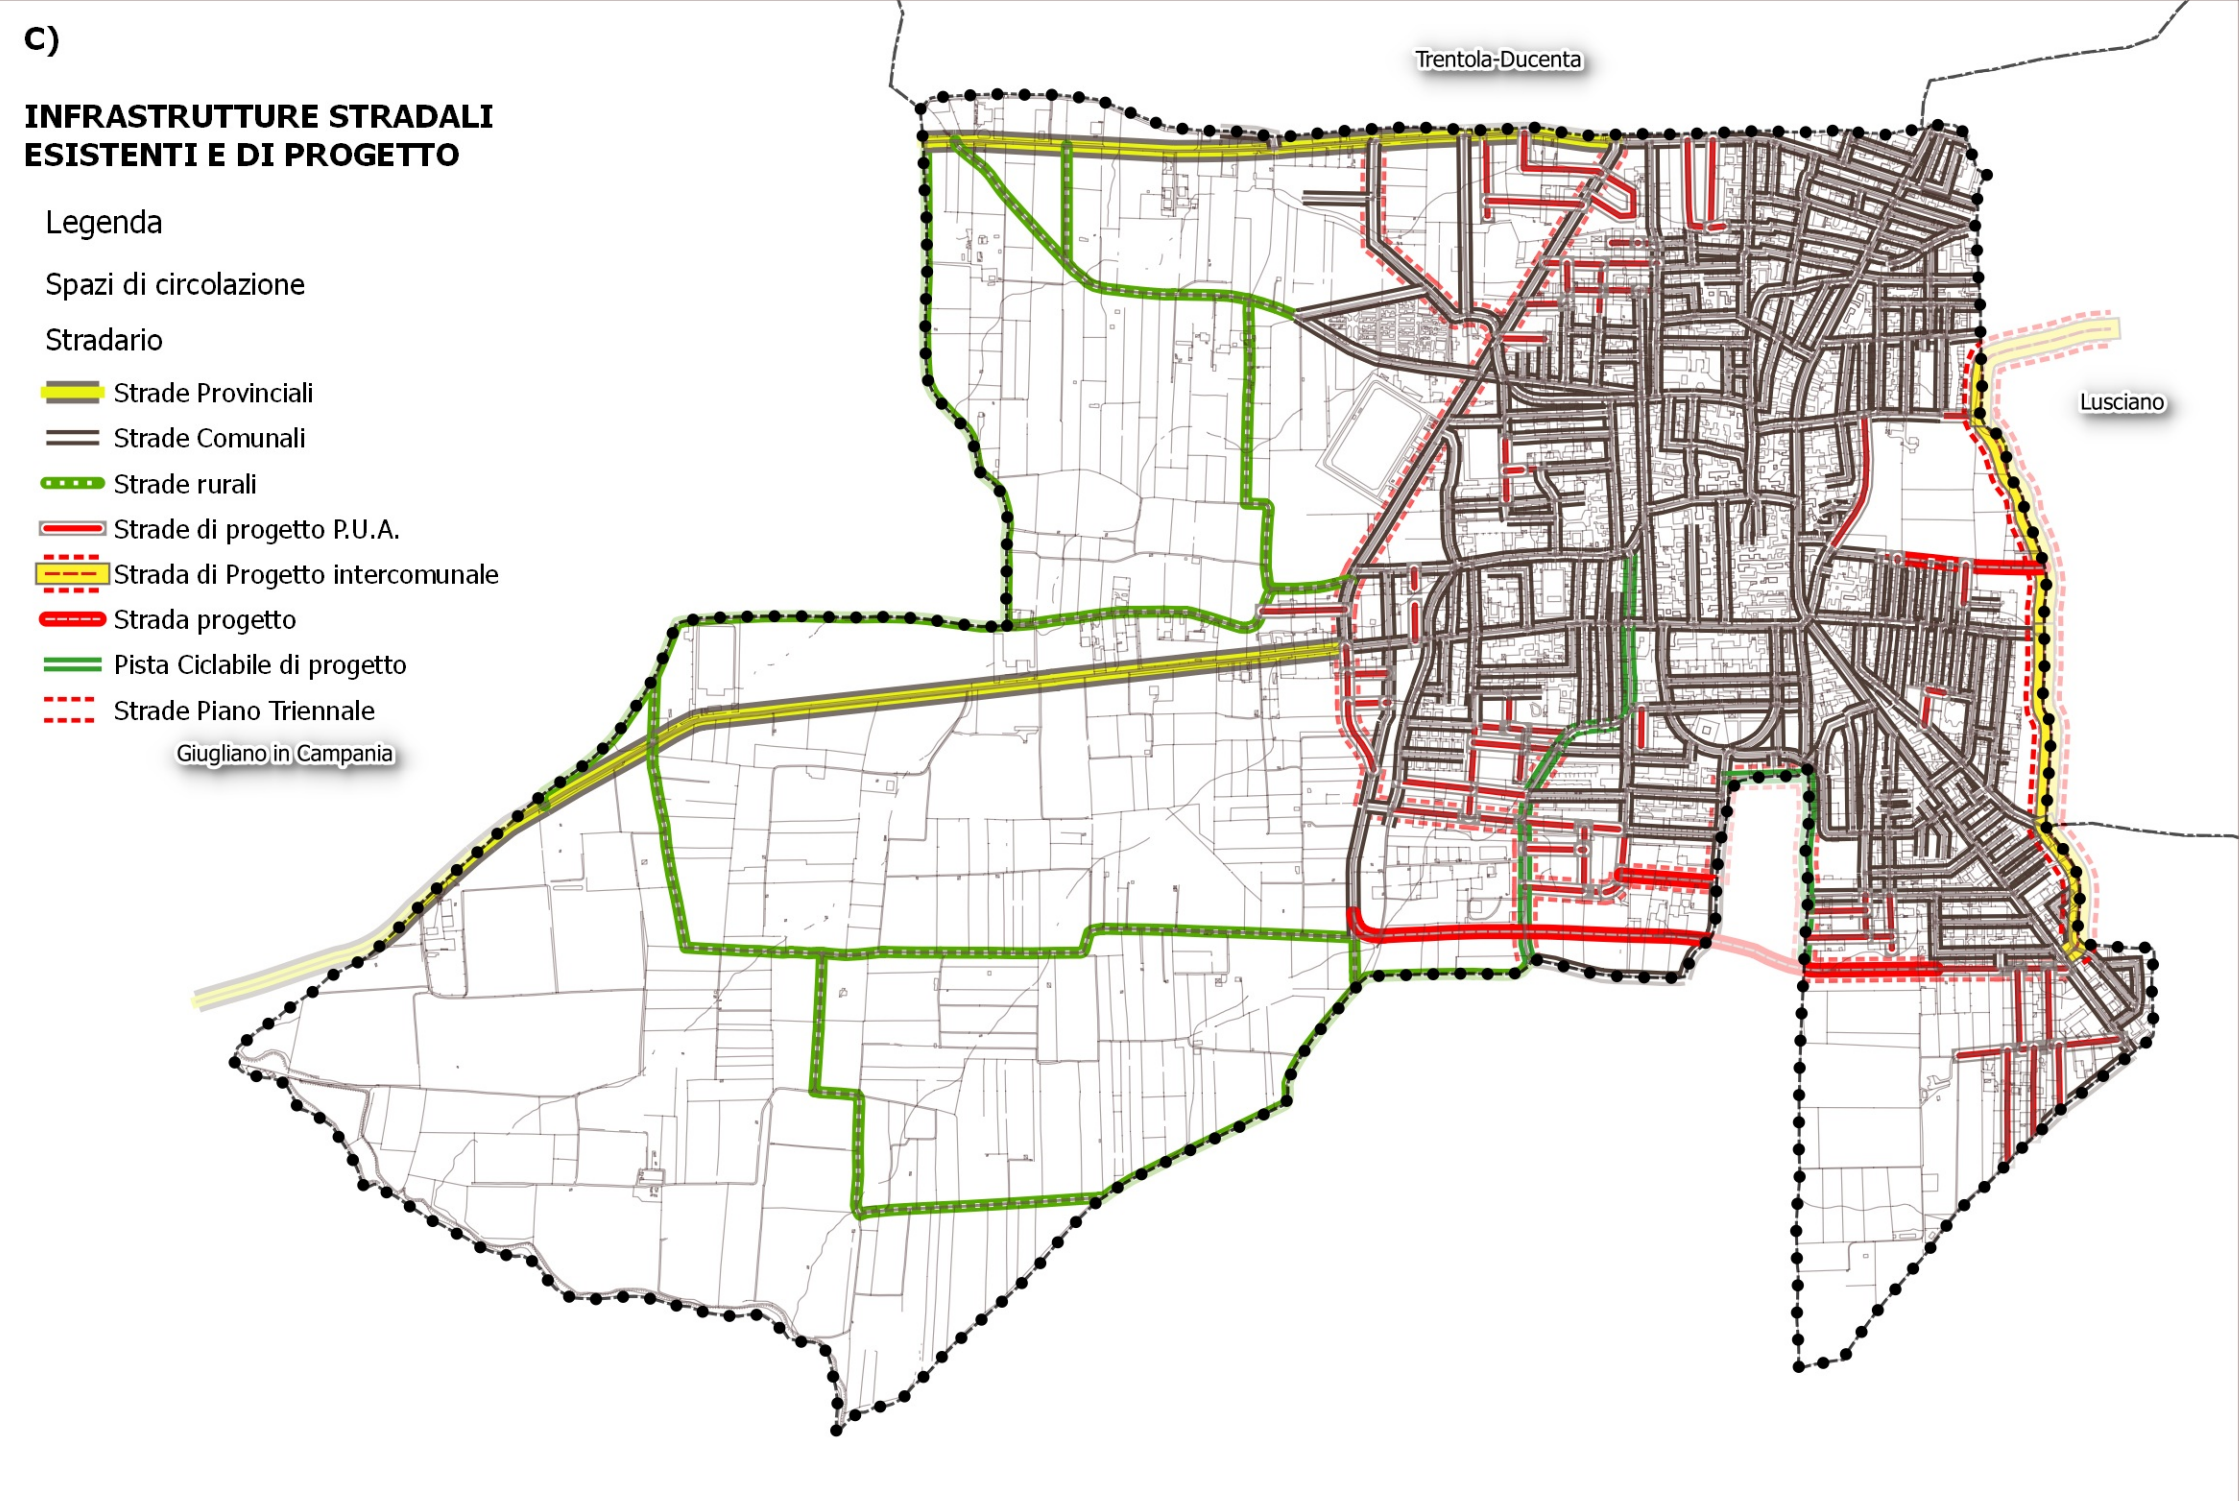 C)
INFRASTRUTTURE STRADALI
ESISTENTI E DI PROGETTO
Legenda
Spazi di circolazione
Stradario
Strade Provinciali
Strade Comunali
Strade rurali
Strade di progetto P.U.A.
Strada di Progetto intercomunale
Strada progetto
Pista Ciclabile di progetto
Strade Piano Triennale
Giugliano in Campania
Trentola-Ducenta
Lusciano